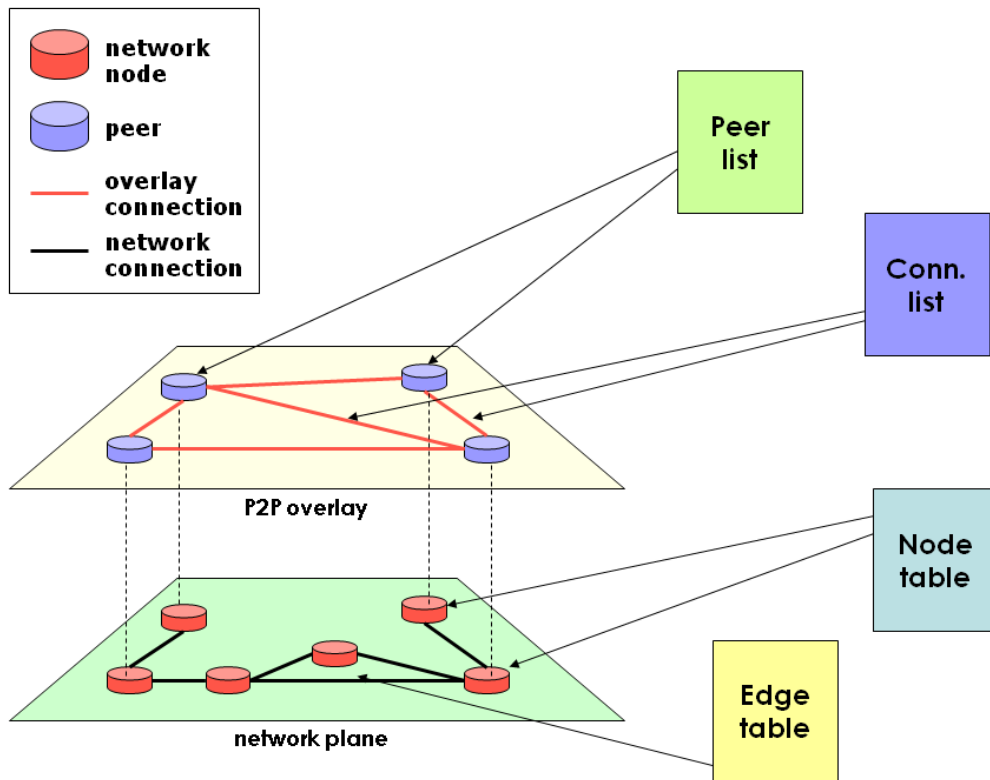 network
node
peer
overlay
connection
network
connection
Peer
list
Conn.
list
P2P overlay
Node
table
Edge
table
network plane